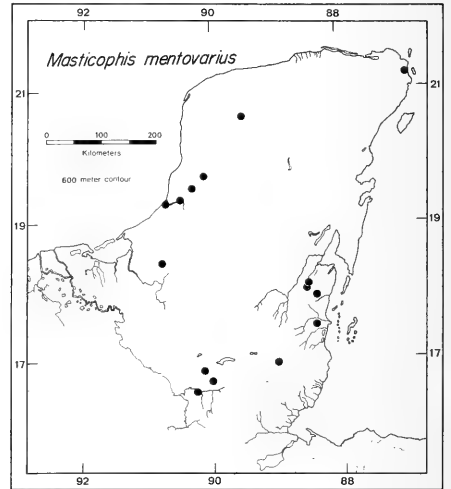 92 90 88
Masticophis mentovarius
21 21
0 100 200
Kilometers
600 meter contour
19 19
17 17
92 90 88